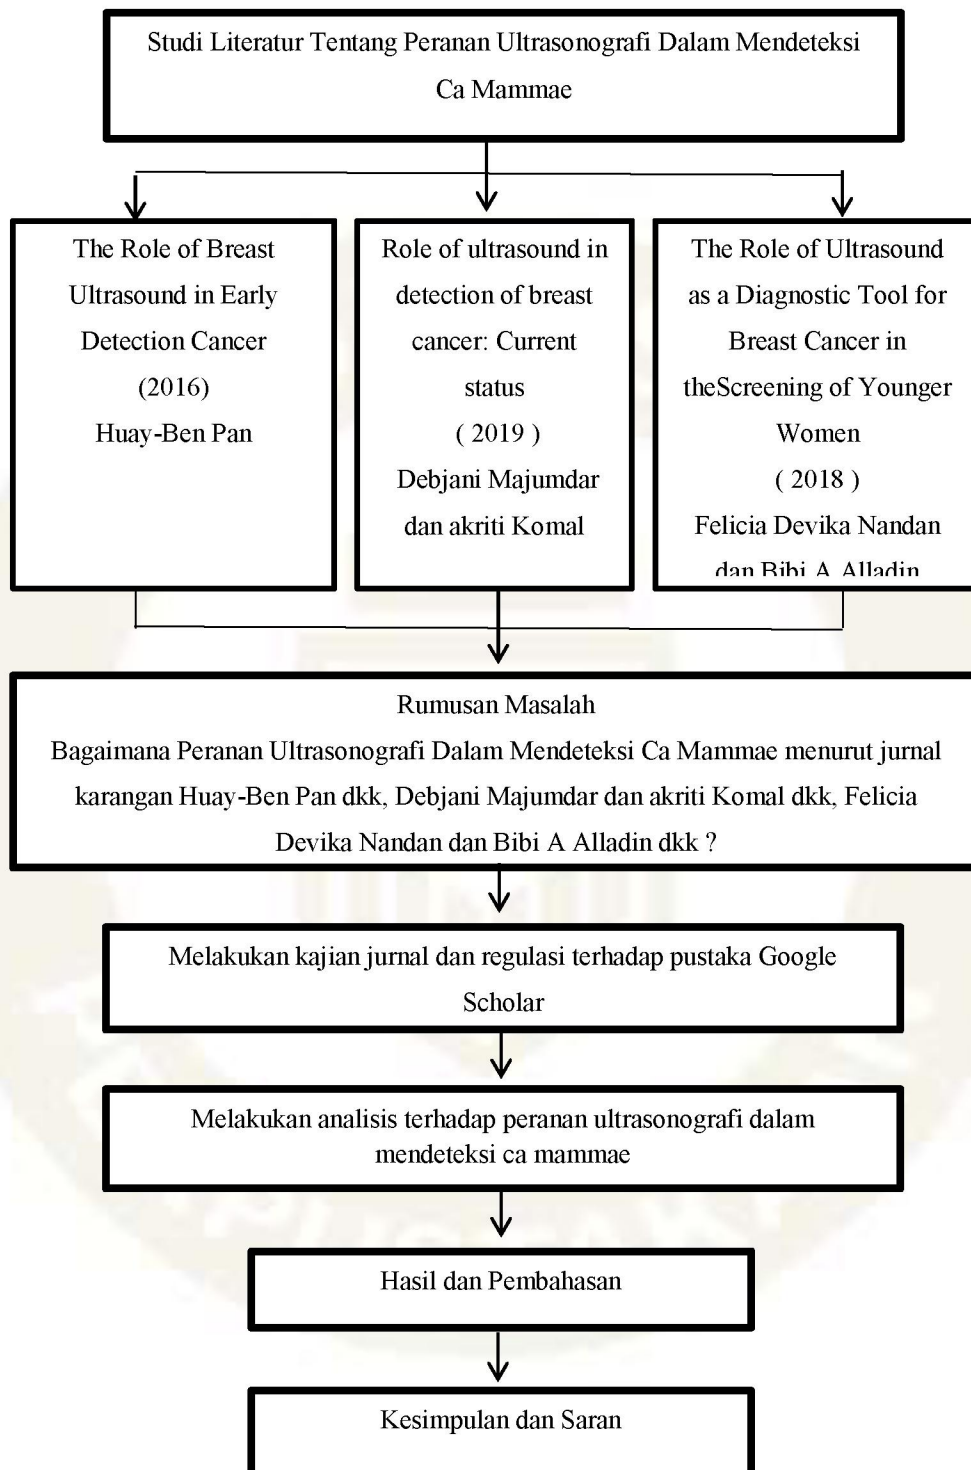 Studi Literatur Tentang Peranan Ultrasonografi Dalam Mendeteksi
Ca Mammae
The Role of Breast
Ultrasound in Early
Detection Cancer
(2016)
Huay-Ben Pan
Role of ultrasound in
detection of breast
cancer: Current
status
( 2019 )
Debjani Majumdar
dan akriti Komal
The Role of Ultrasound
as a Diagnostic Tool for
Breast Cancer in
theScreening of Younger
Women
( 2018 )
Felicia Devika Nandan
dan Bibi A Alladin
Rumusan Masalah
Bagaimana Peranan Ultrasonografi Dalam Mendeteksi Ca Mammae menurut jurnal
karangan Huay-Ben Pan dkk, Debjani Majumdar dan akriti Komal dkk, Felicia
Devika Nandan dan Bibi A Alladin dkk ?
Melakukan kajian jurnal dan regulasi terhadap pustaka Google
Scholar
Melakukan analisis terhadap peranan ultrasonografi dalam
mendeteksi ca mammae
Hasil dan Pembahasan
Kesimpulan dan Saran